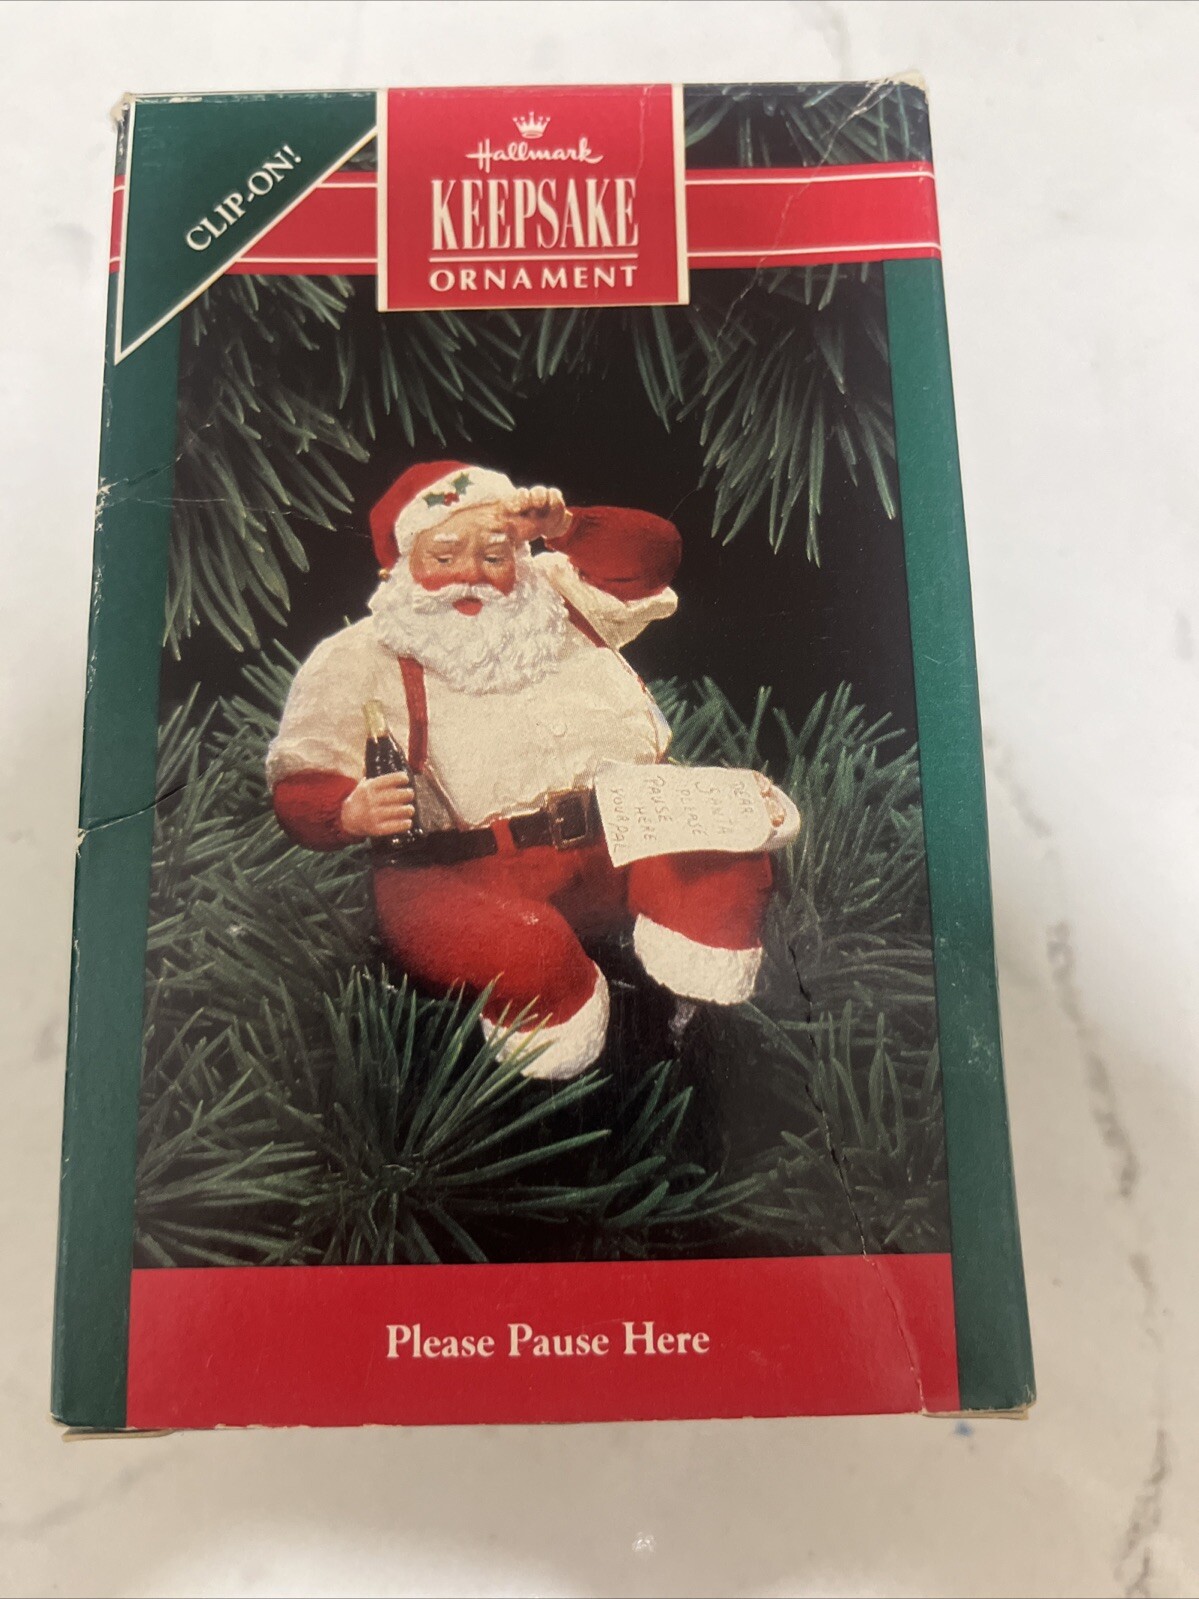 CLIP-ON!
Hallmark
KEEPSAKE
ORNAMENT
DEAR
SANTA
PLEASE
PAUSE
HERE
YOUR PAL
Please Pause Here